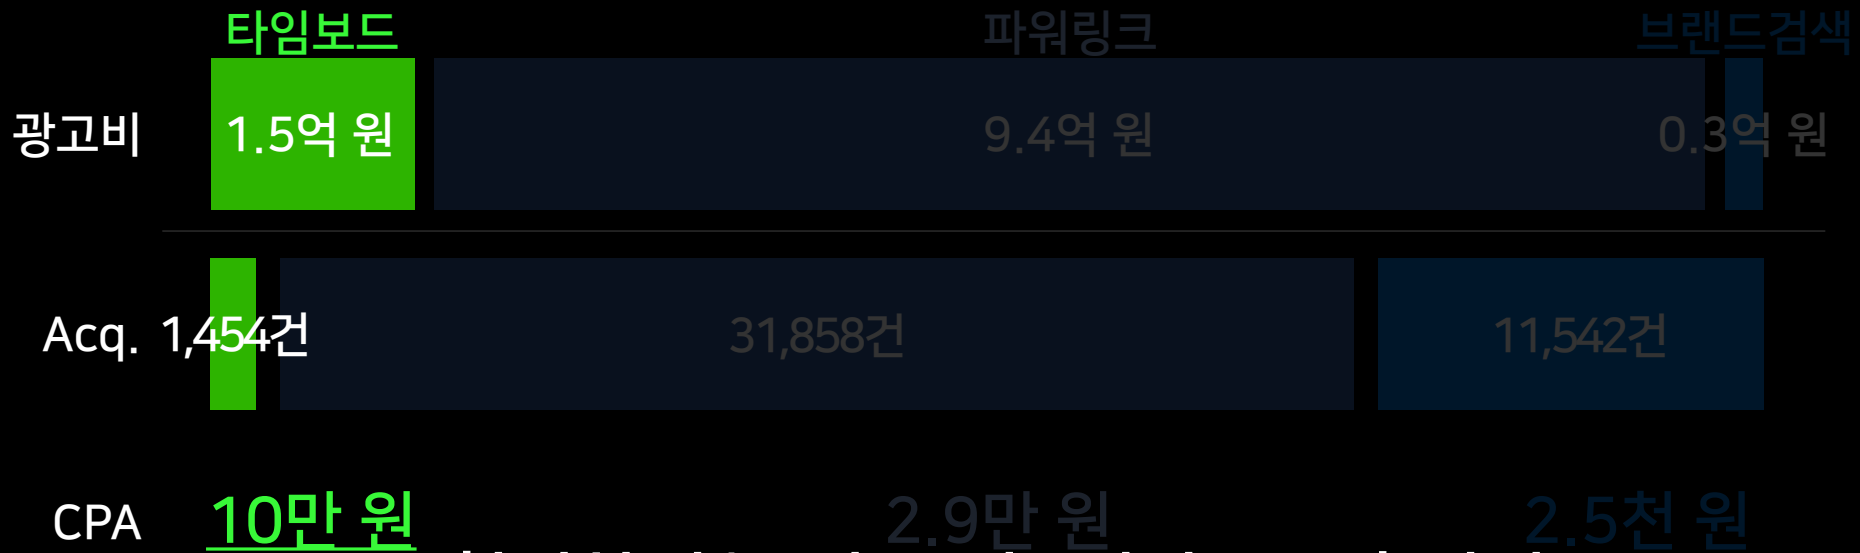 타임보드 파워링크 브랜드검색
광고비 1.5억 원 9.4억 원 0.3억 원
Acq. 1,454건 31,858건 11,542건
CPA 10만 원 2.9만 원 2.5천 원